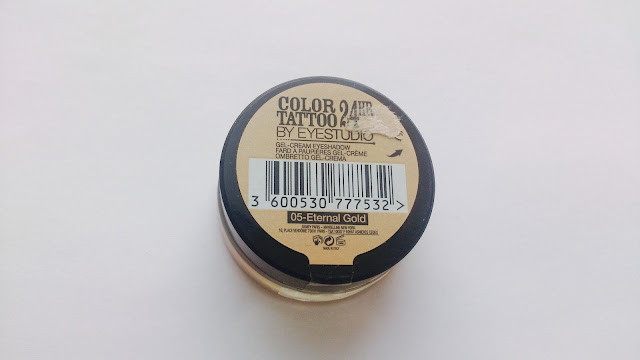 COLOR 24HR
TATTOO
BY EYESTUDIO
GEL-CREAM EYESHADOW
FARD A PAUPIÈRES GEL-CRÈME
OMBRETTO GEL-CREMA
3 600530 777532 >
05-Eternal Gold